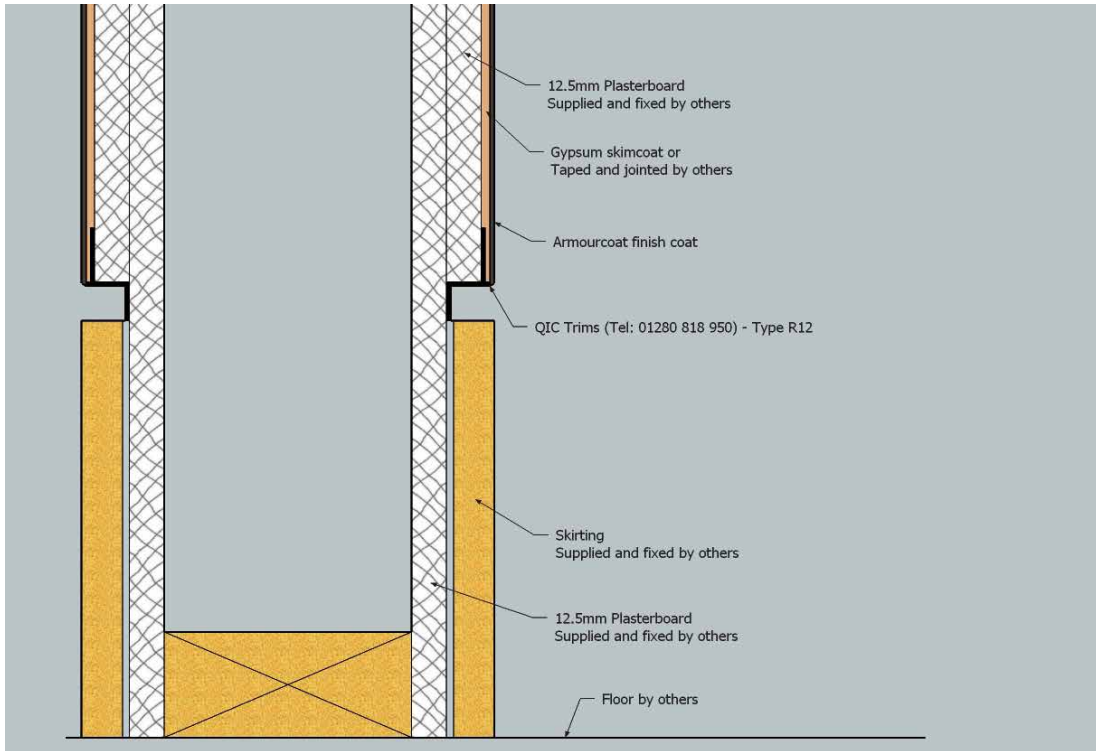 12.5mm Plasterboard
Supplied and fixed by others
Gypsum skimcoat or
Taped and jointed by others
Armourcoat finish coat
QIC Trims (Tel: 01280 818 950) - Type R12
Skirting
Supplied and fixed by others
12.5mm Plasterboard
Supplied and fixed by others
Floor by others